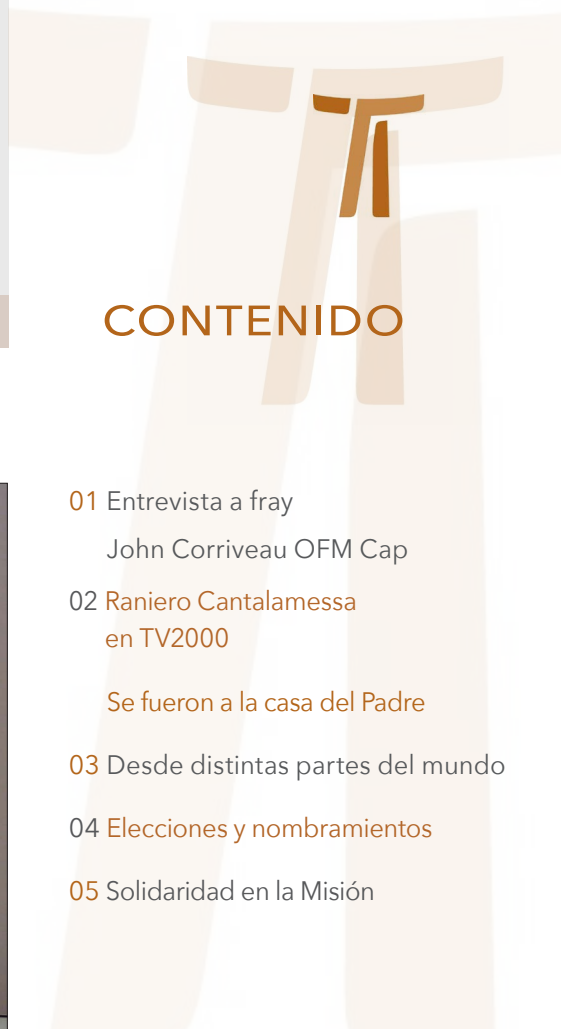 CONTENIDO
01 Entrevista a fray
John Corriveau OFM Cap
02 Raniero Cantalamessa
en TV2000
Se fueron a la casa del Padre
03 Desde distintas partes del mundo
04 Elecciones y nombramientos
05 Solidaridad en la Misión